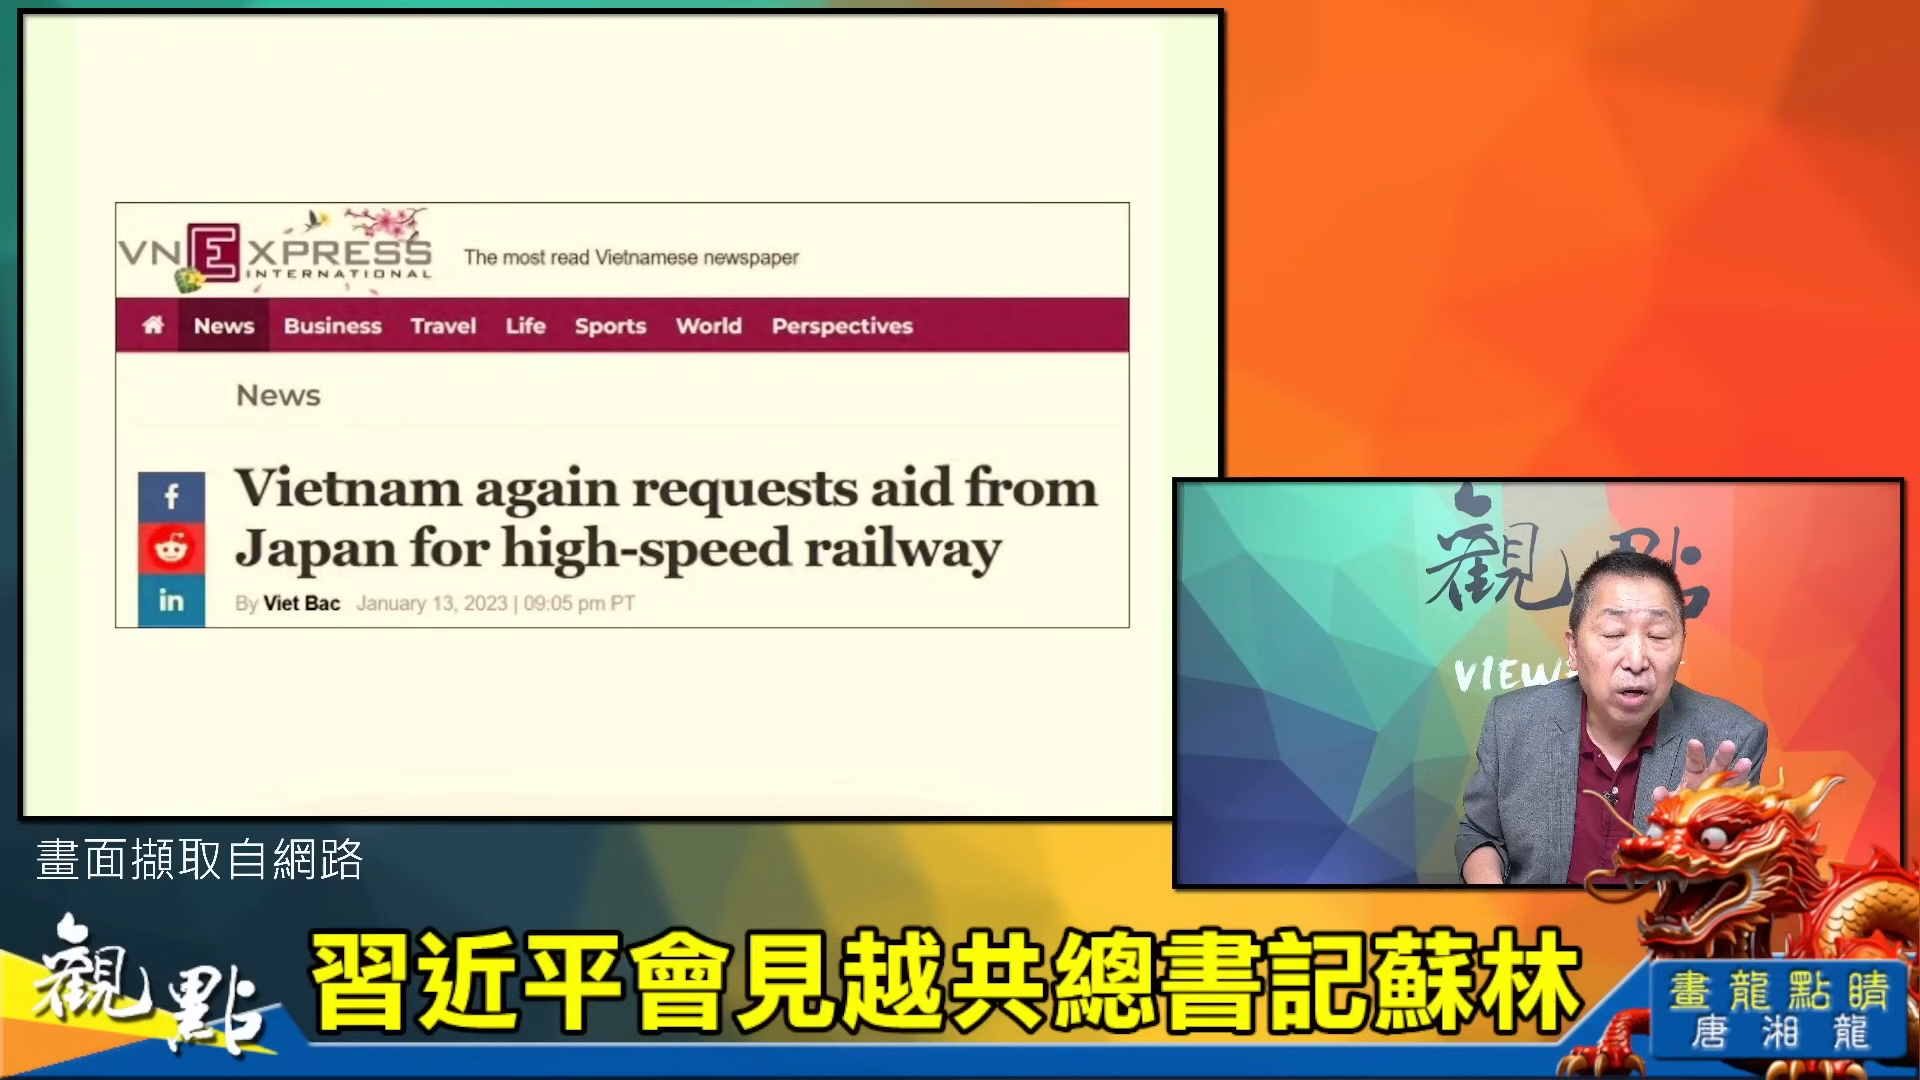 VNEXPRESS
INTERNATIONAL
The most read Vietnamese newspaper
News Business Travel Life Sports World Perspectives
News
f
Vietnam again requests aid from
Japan for high-speed railway
in
By Viet Bac January 13, 2023 | 09:05 pm PT
觀點
畫面擷取自網路
觀點
習近平會見越共總書記蘇林
畫龍點睛
唐湘龍